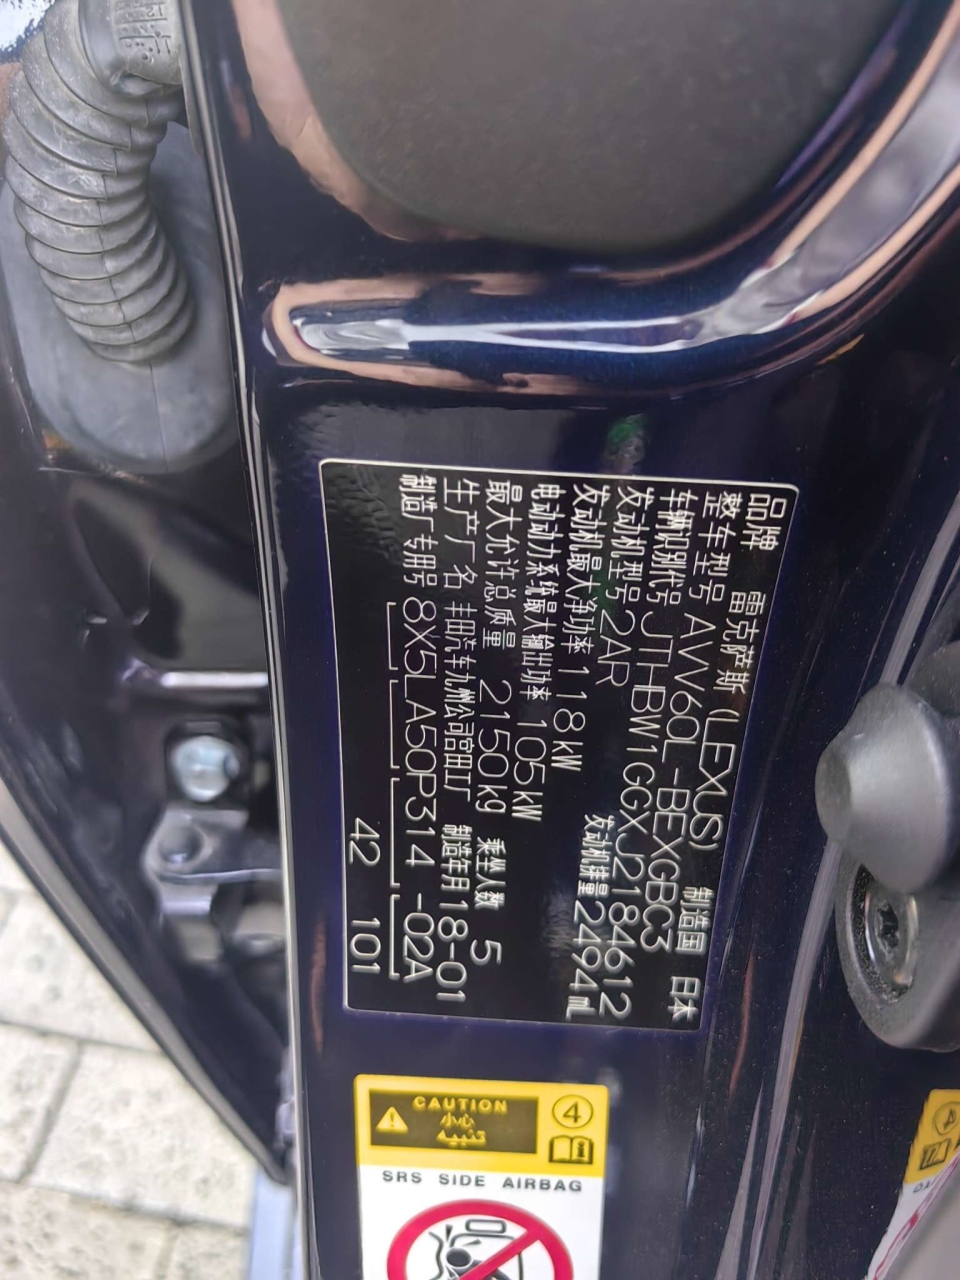 品牌 雷克萨斯 (LEXUS) 制造国 日本
整车型号 AVV60L-BEXGBC3
车辆识别代号 JTHBW1GGXJ2184612
发动机型号 2AR 发动机排量 2494mL
发动机最大净功率 118kW
电动动力系统最大输出功率 105kW
最大允许总质量 2150kg 乘坐人数 5
生产厂名 丰田汽车九州公司宫田工厂 制造年月 18-01
制造厂专用号 8X5LA50P314-02A
42 101
CAUTION
小心
4
SRS SIDE AIRBAG
4